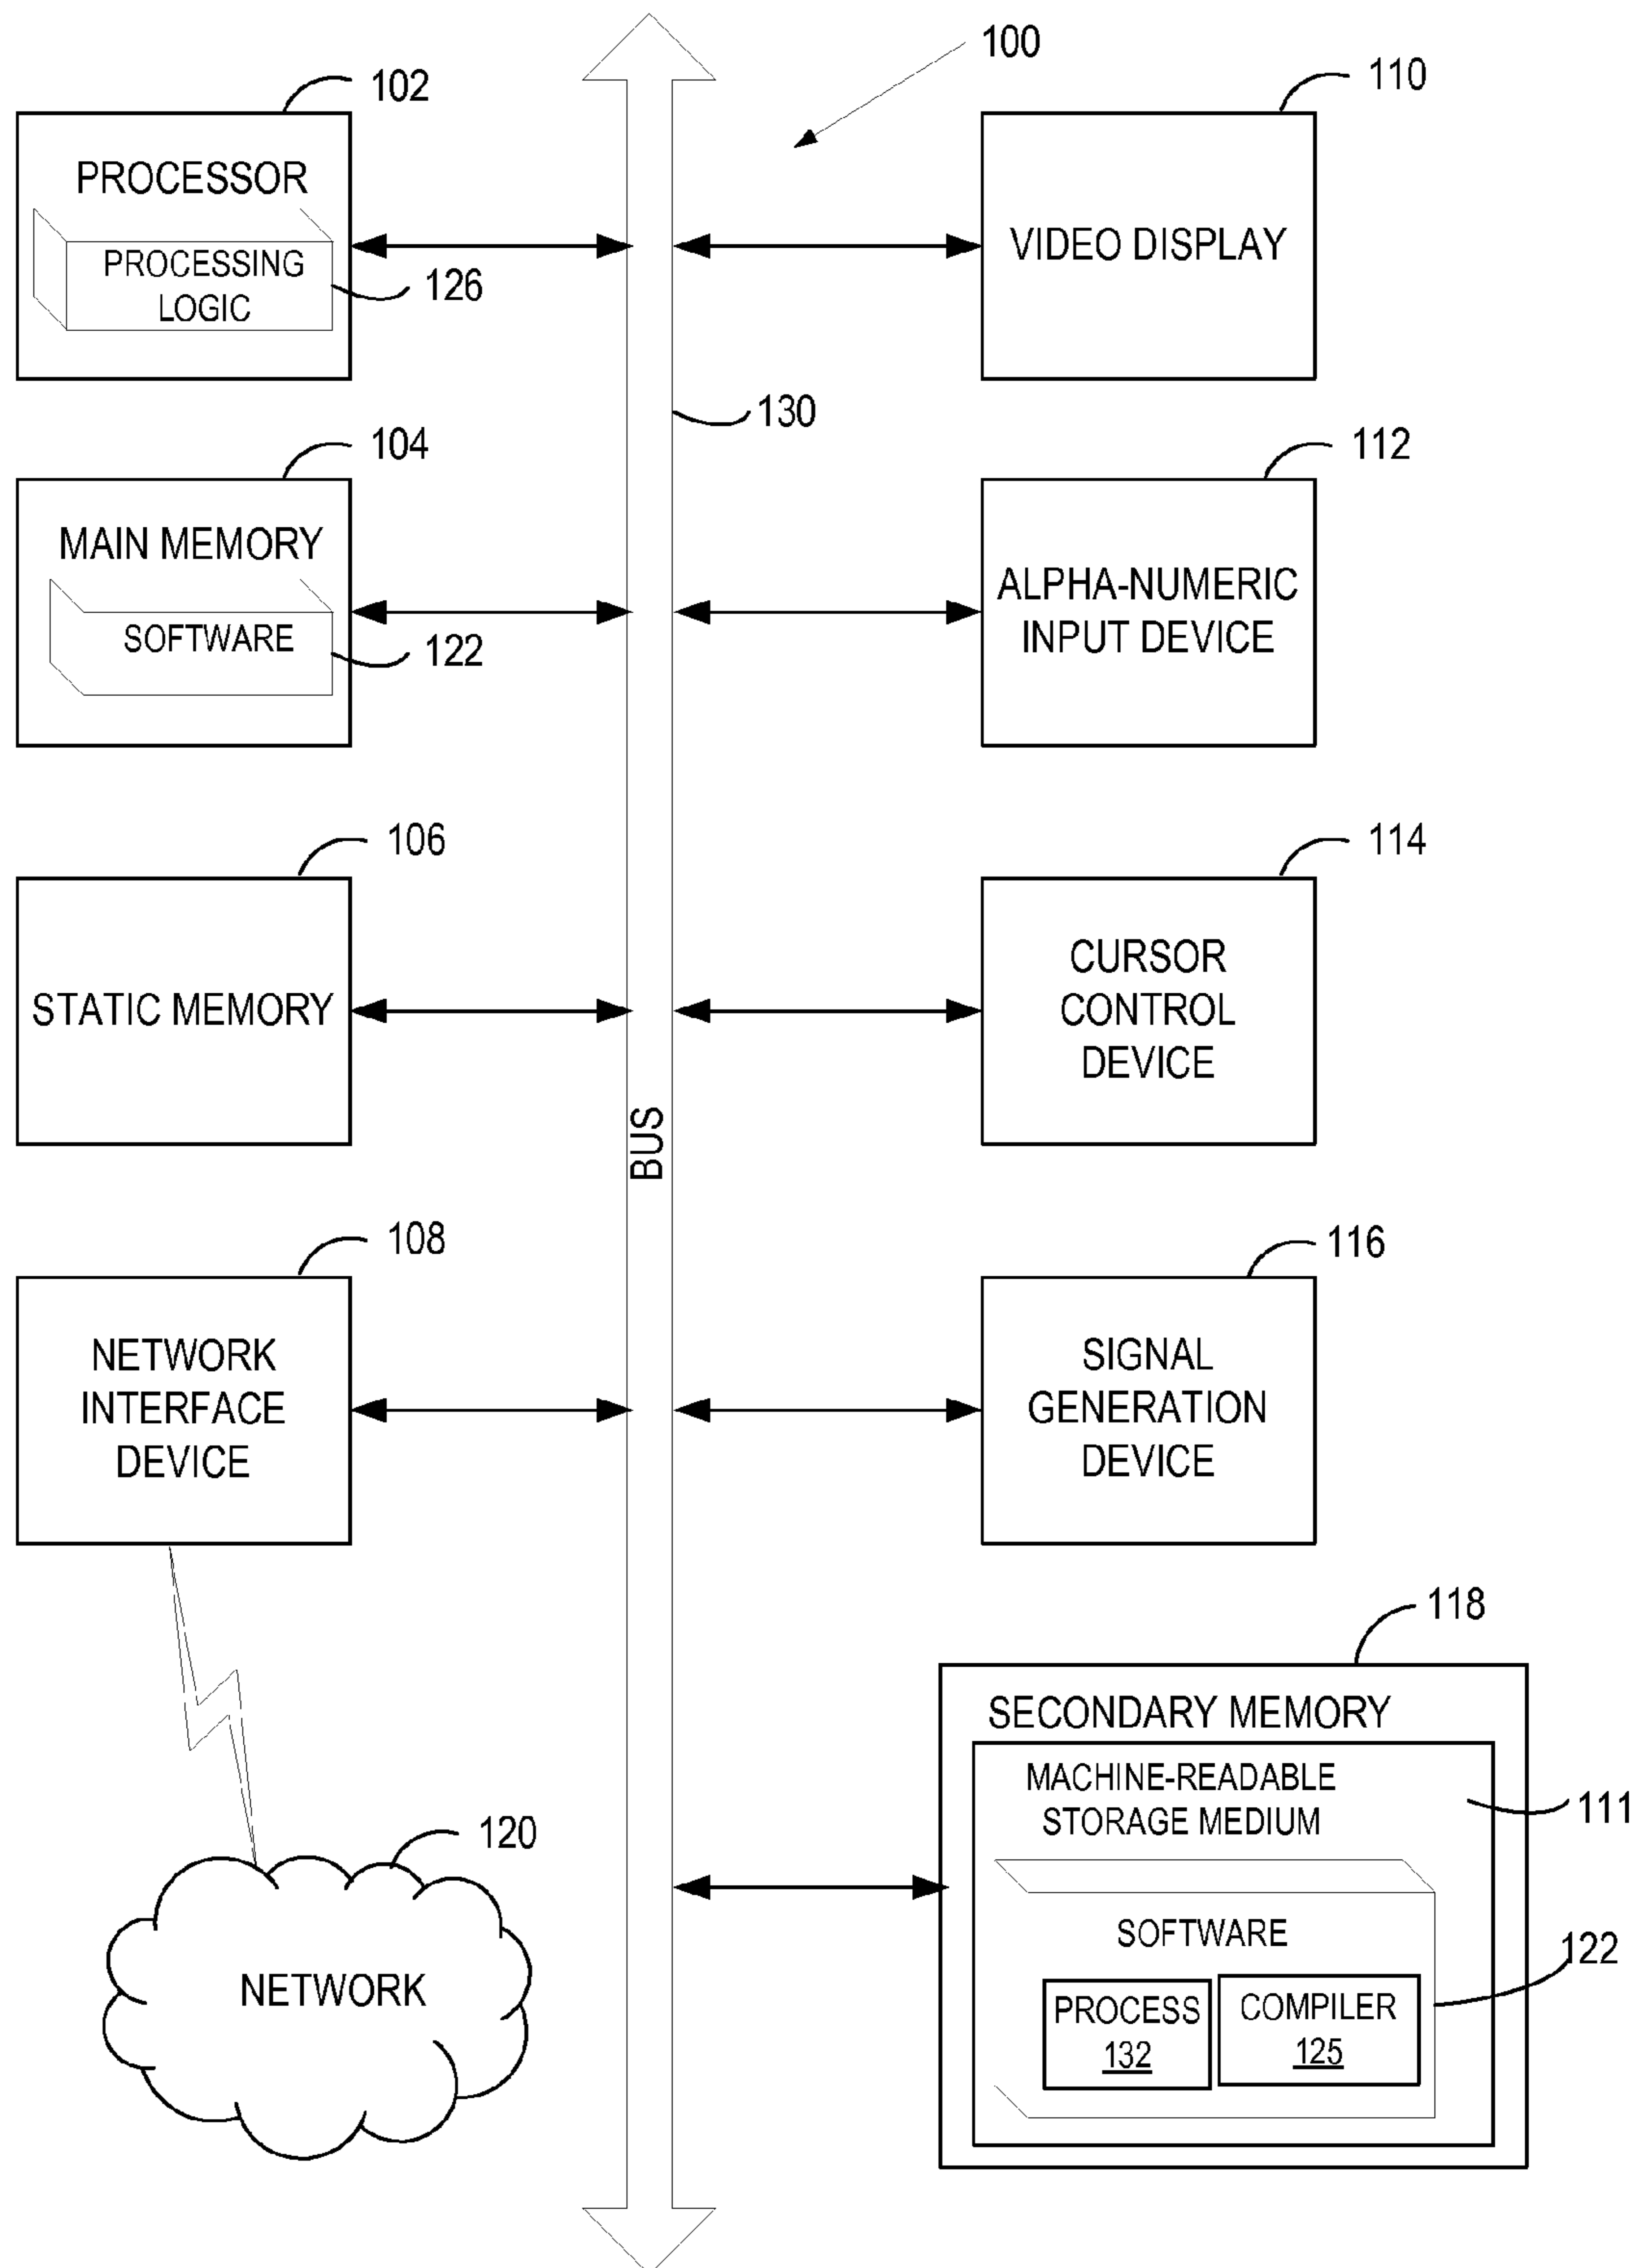 100
102
PROCESSOR
PROCESSING
LOGIC
126
110
VIDEO DISPLAY
130
104
MAIN MEMORY
SOFTWARE
122
112
ALPHA-NUMERIC
INPUT DEVICE
106
STATIC MEMORY
114
CURSOR
CONTROL
DEVICE
BUS
108
NETWORK
INTERFACE
DEVICE
116
SIGNAL
GENERATION
DEVICE
118
SECONDARY MEMORY
MACHINE-READABLE
STORAGE MEDIUM
111
SOFTWARE
122
PROCESS
132
COMPILER
125
120
NETWORK